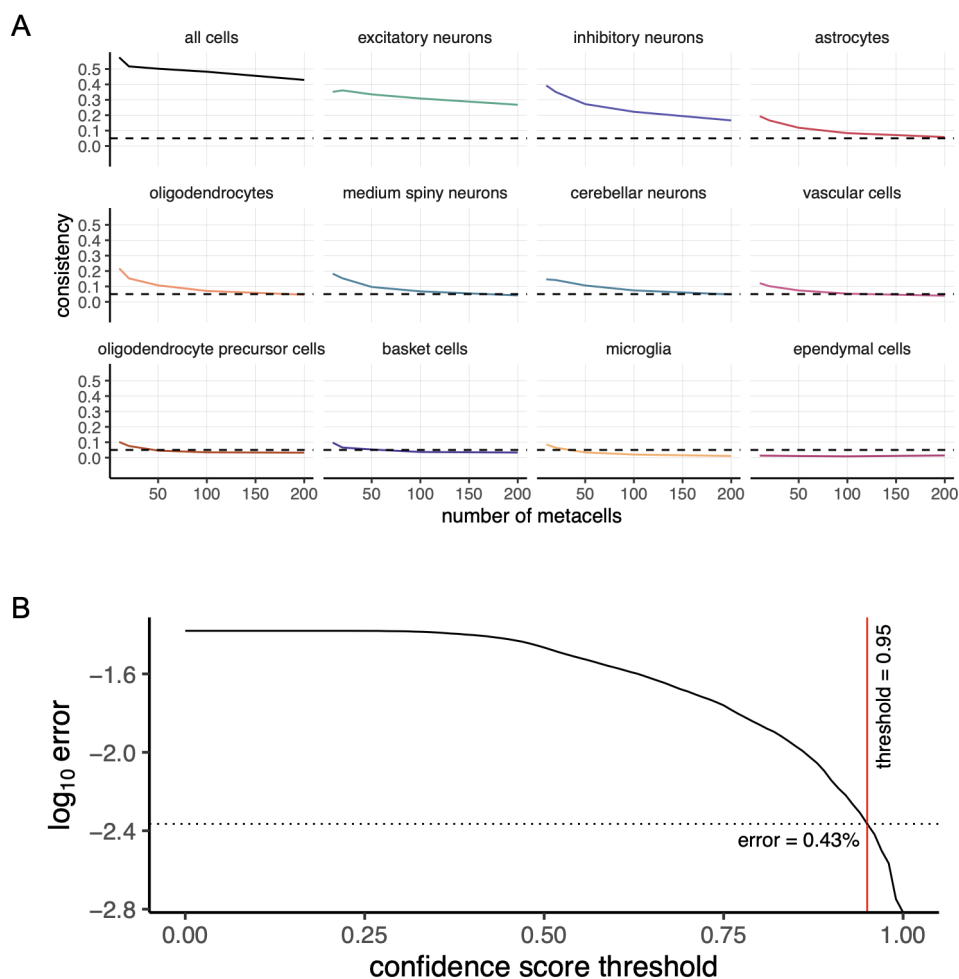 A
all cells excitatory neurons inhibitory neurons astrocytes
0.5
0.4
0.3
0.2
0.1
0.0
oligodendrocytes medium spiny neurons cerebellar neurons vascular cells
0.5
0.4
0.3
0.2
0.1
0.0
consistency
oligodendrocyte precursor cells basket cells microglia ependymal cells
0.5
0.4
0.3
0.2
0.1
0.0
50 100 150 200 50 100 150 200 50 100 150 200 50 100 150 200
number of metacells
B
log10 error
−1.6
−2.0
−2.4
−2.8
threshold = 0.95
error = 0.43%
0.00 0.25 0.50 0.75 1.00
confidence score threshold